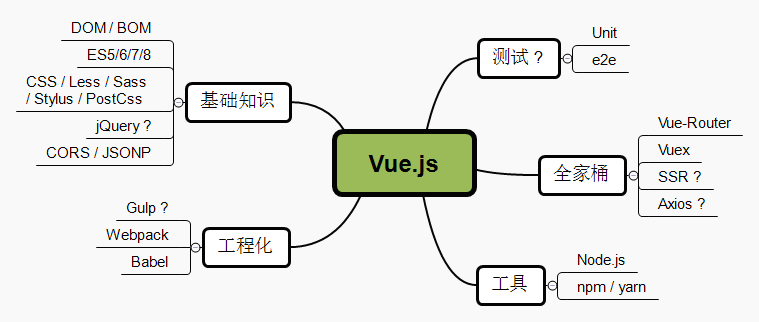 DOM / BOM
ES5/6/7/8
CSS / Less / Sass
/ Stylus / PostCss
jQuery ?
CORS / JSONP
基础知识
Gulp ?
Webpack
Babel
工程化
Vue.js
测试 ?
Unit
e2e
全家桶
Vue-Router
Vuex
SSR ?
Axios ?
工具
Node.js
npm / yarn